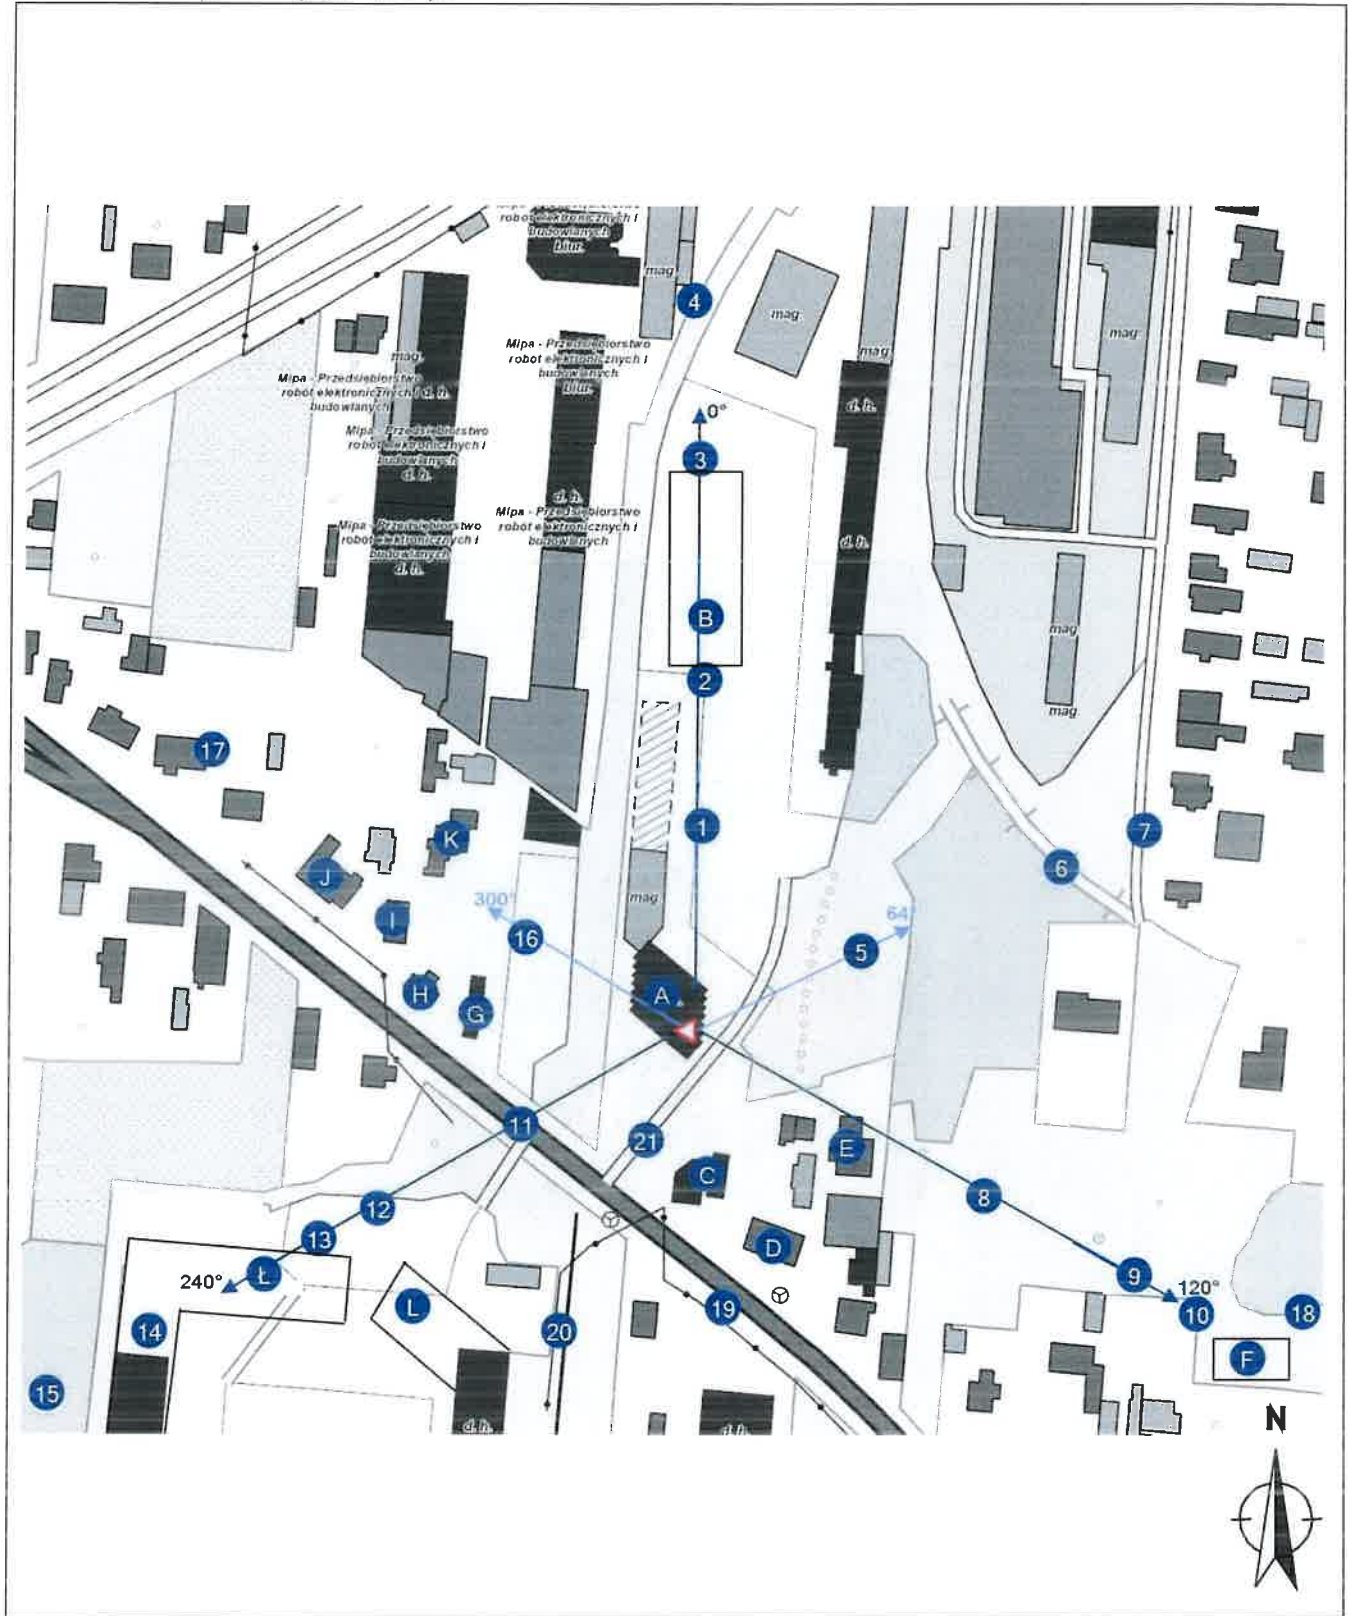 robot elektronicznych i
budowlanych
biur.
mag
4
mag
Mipa - Przedsiębiorstwo
robot elektronicznych i
budowlanych
biur.
mag
mag
mag.
Mipa - Przedsiębiorstwo
robot elektronicznych i d. h.
budowlanych
0°
d. h.
Mipa - Przedsiębiorstwo
robot elektronicznych i
budowlanych
d. h.
3
d. h.
Mipa - Przedsiębiorstwo
robot elektronicznych i
budowlanych
Mipa - Przedsiębiorstwo
robot elektronicznych i
budowlanych
d. h.
d. h.
B
mag
2
mag
17
1
7
K
6
J
300°
mag
64°
I
16
5
H
G
A
11
21
E
C
8
12
13
D
Ł
240°
9
120°
10
L
19
18
14
20
F
15
d. h.
d. h.
N